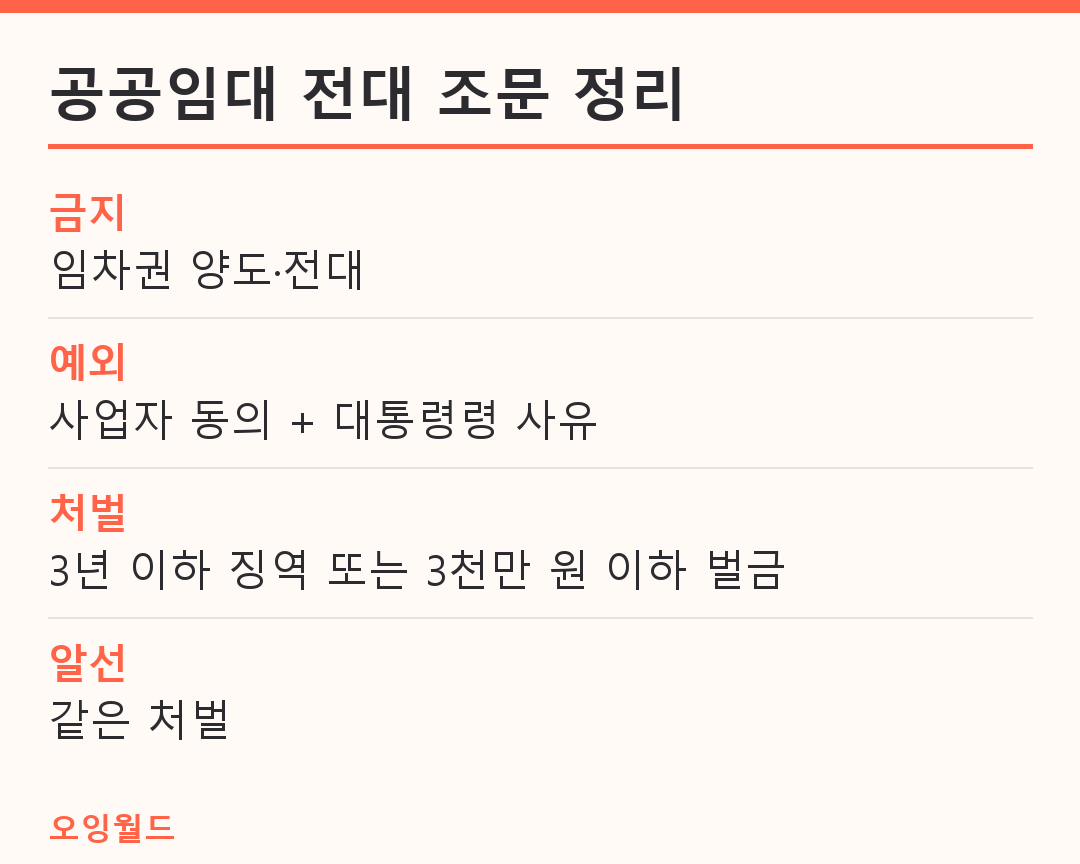 공공임대 전대 조문 정리
금지
임차권 양도·전대
예외
사업자 동의 + 대통령령 사유
처벌
3년 이하 징역 또는 3천만 원 이하 벌금
알선
같은 처벌
오잉월드